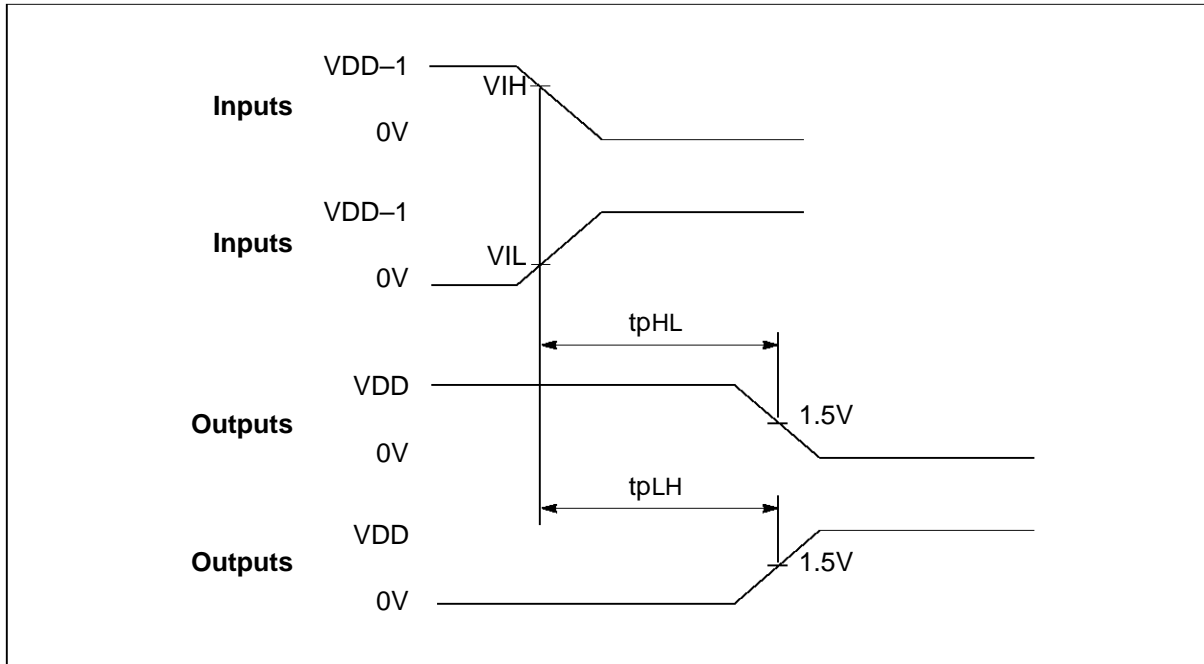 VDD–1
VIH
Inputs
0V
VDD–1
Inputs
VIL
0V
tpHL
VDD
1.5V
Outputs
0V
tpLH
VDD
1.5V
Outputs
0V